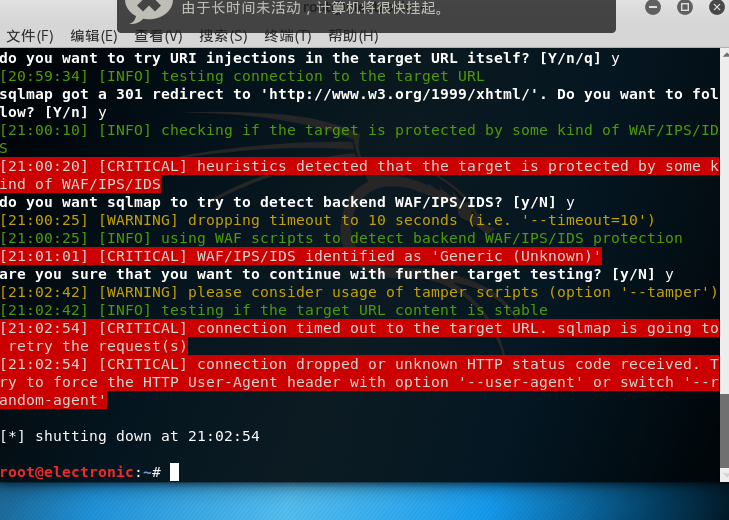 由于长时间未活动，计算机将很快挂起。
文件(F) 编辑(E) 查看(V) 搜索(S) 终端(T) 帮助(H)
do you want to try URI injections in the target URL itself? [Y/n/q] y
[20:59:34] [INFO] testing connection to the target URL
sqlmap got a 301 redirect to 'http://www.w3.org/1999/xhtml/'. Do you want to fol
low? [Y/n] y
[21:00:10] [INFO] checking if the target is protected by some kind of WAF/IPS/ID
S
[21:00:20] [CRITICAL] heuristics detected that the target is protected by some k
ind of WAF/IPS/IDS
do you want sqlmap to try to detect backend WAF/IPS/IDS? [y/N] y
[21:00:25] [WARNING] dropping timeout to 10 seconds (i.e. '--timeout=10')
[21:00:25] [INFO] using WAF scripts to detect backend WAF/IPS/IDS protection
[21:01:01] [CRITICAL] WAF/IPS/IDS identified as 'Generic (Unknown)'
are you sure that you want to continue with further target testing? [y/N] y
[21:02:42] [WARNING] please consider usage of tamper scripts (option '--tamper')
[21:02:42] [INFO] testing if the target URL content is stable
[21:02:54] [CRITICAL] connection timed out to the target URL. sqlmap is going to
 retry the request(s)
[21:02:54] [CRITICAL] connection dropped or unknown HTTP status code received. T
ry to force the HTTP User-Agent header with option '--user-agent' or switch '--r
andom-agent'
[*] shutting down at 21:02:54
root@electronic:~#